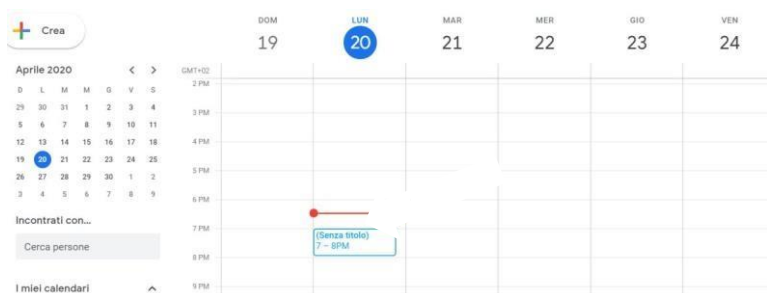 Crea
DOM LUN MAR MER GIO VEN
19 20 21 22 23 24
Aprile 2020 < >
GMT+02
D L M M G V S
29 30 31 1 2 3 4
5 6 7 8 9 10 11
12 13 14 15 16 17 18
19 20 21 22 23 24 25
26 27 28 29 30 1 2
3 4 5 6 7 8 9
Incontrati con...
Cerca persone
I miei calendari
2 PM
3 PM
4 PM
5 PM
6 PM
7 PM
8 PM
9 PM
(Senza titolo)
7 – 8PM